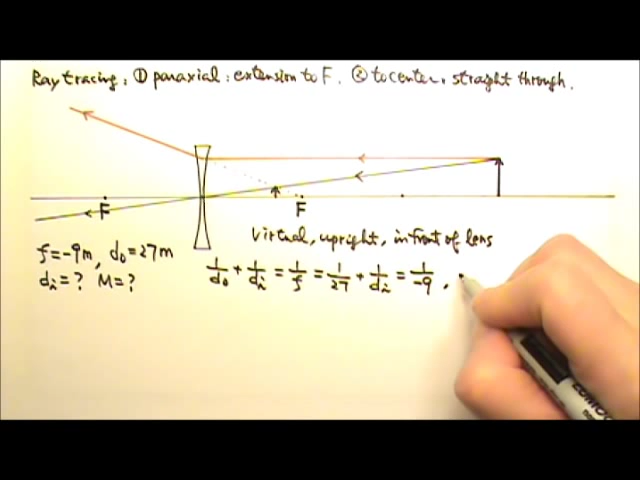 Ray tracing: ① paraxial: extension to F. ② to center, straight through.
F F
Virtual, upright, in front of lens
f=-9m, do=27m
di=? M=?
1/do + 1/di = 1/f = 1/27 + 1/di = 1/-9,